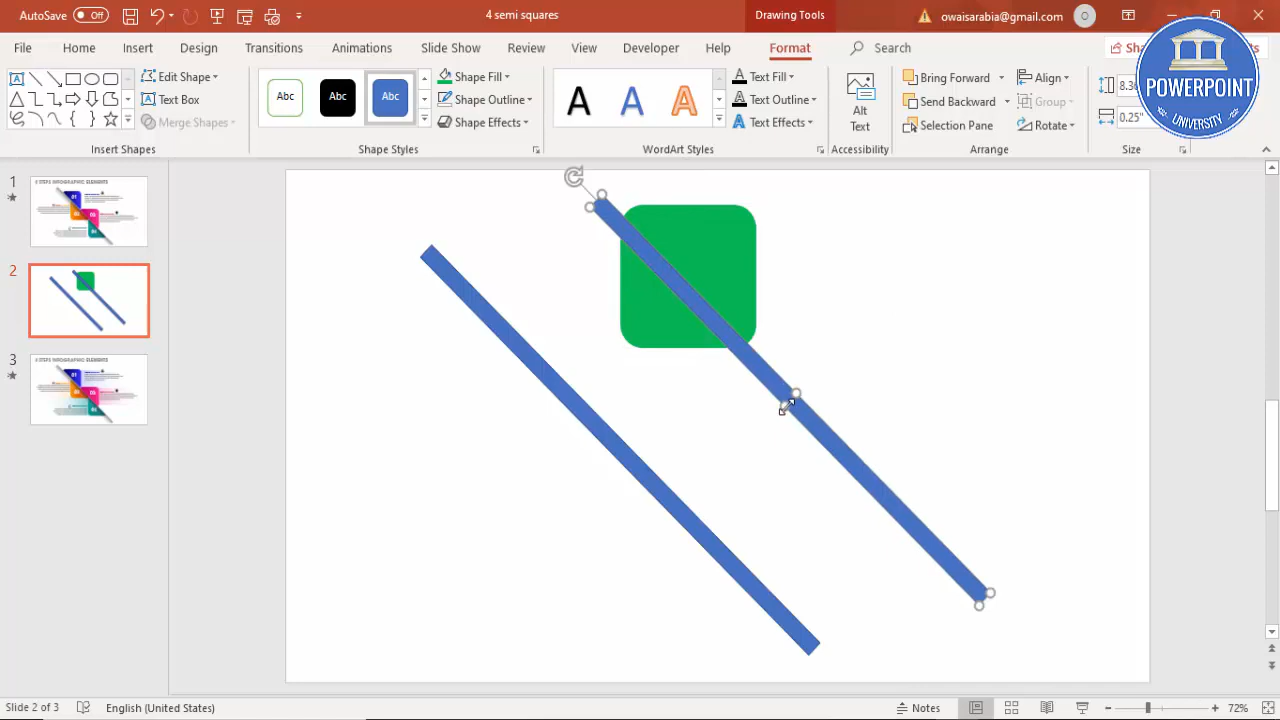 AutoSave Off
4 semi squares
Drawing Tools
owaisarabia@gmail.com
File Home Insert Design Transitions Animations Slide Show Review View Developer Help Format Search
Edit Shape
Text Box
Merge Shapes
Insert Shapes
Abc Abc Abc
Shape Fill
Shape Outline
Shape Effects
Shape Styles
A A A
Text Fill
Text Outline
Text Effects
WordArt Styles
Alt
Text
Accessibility
Bring Forward
Send Backward
Selection Pane
Align
Group
Rotate
Arrange
0.25"
Size
POWERPOINT
UNIVERSITY
1
2
3
Slide 2 of 3
English (United States)
Notes
72%